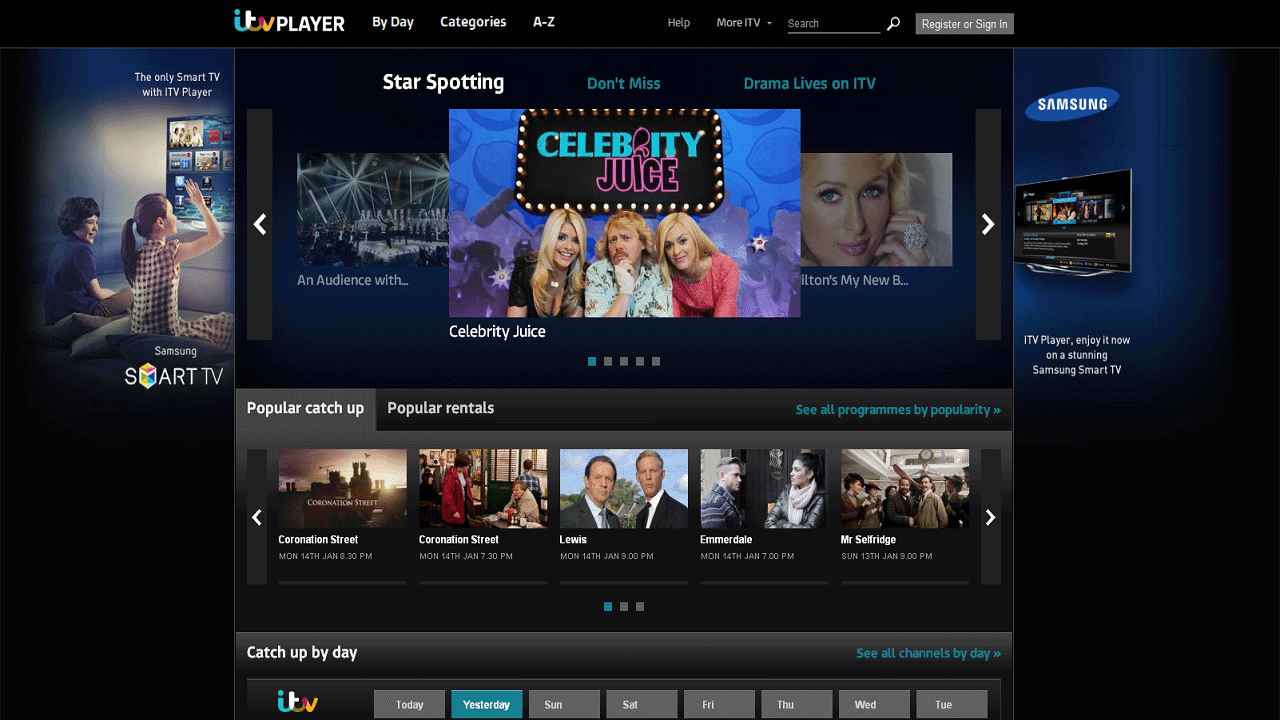 itv PLAYER
By Day
Categories
A-Z
Help
More ITV
Search
Register or Sign In
The only Smart TV
with ITV Player
Samsung
SMART TV
Star Spotting
Don't Miss
Drama Lives on ITV
CELEBRITY
JUICE
An Audience with...
Celebrity Juice
ilton's My New B...
SAMSUNG
ITV Player, enjoy it now
on a stunning
Samsung Smart TV
Popular catch up
Popular rentals
See all programmes by popularity »
CORONATION STREET
Coronation Street
MON 14TH JAN 8.30 PM
Coronation Street
MON 14TH JAN 7.30 PM
Lewis
MON 14TH JAN 9.00 PM
Emmerdale
MON 14TH JAN 7.00 PM
Mr Selfridge
SUN 13TH JAN 9.00 PM
Catch up by day
See all channels by day »
itv
Today
Yesterday
Sun
Sat
Fri
Thu
Wed
Tue